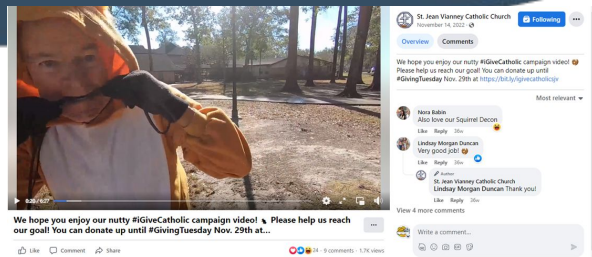 St. Jean Vianney Catholic Church
November 14, 2022
Following
Overview
Comments
We hope you enjoy our nutty #iGiveCatholic campaign video!
Please help us reach our goal! You can donate up until
#GivingTuesday Nov. 29th at https://bit.ly/igivecatholicsjv
Most relevant
Nora Babin
Also love our Squirrel Decon
Like Reply 36w
Lindsay Morgan Duncan
Very good job!
Like Reply 36w
Author
St. Jean Vianney Catholic Church
Lindsay Morgan Duncan Thank you!
Like Reply 36w
View 4 more comments
Write a comment...
0:20 / 6:27
We hope you enjoy our nutty #iGiveCatholic campaign video! Please help us reach
our goal! You can donate up until #GivingTuesday Nov. 29th at...
Like Comment Share
24 · 9 comments · 1.7K views